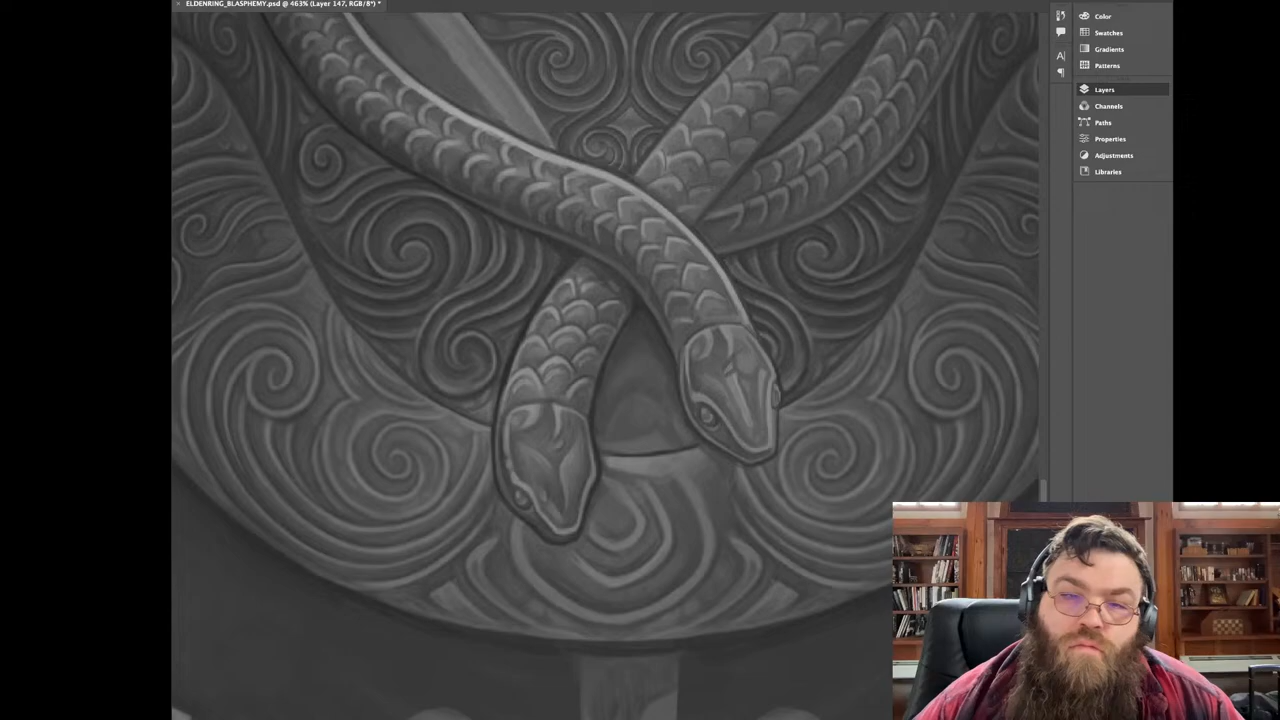 ELDENRING_BLASPHEMY.psd @ 463% (Layer 147, RGB/8*) *
Color
Swatches
Gradients
Patterns
Layers
Channels
Paths
Properties
Adjustments
Libraries